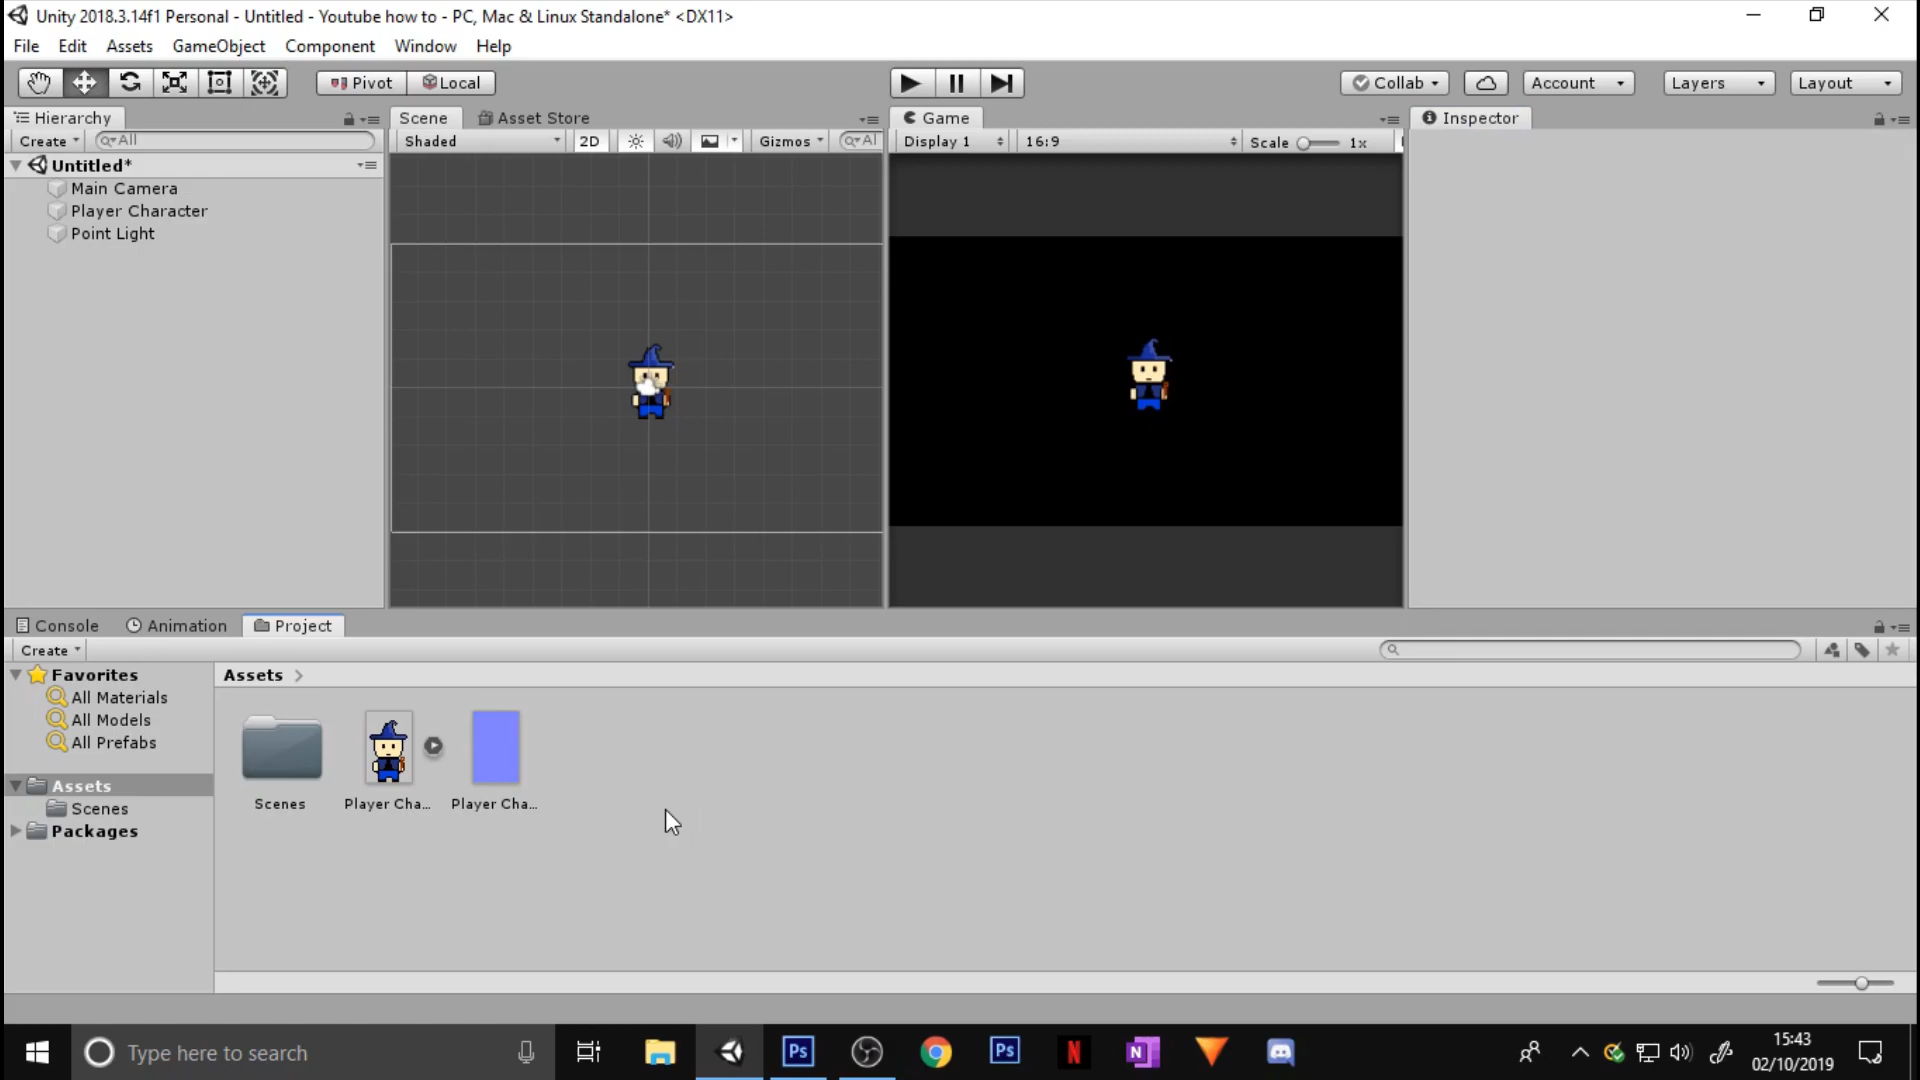 Unity 2018.3.14f1 Personal - Untitled - Youtube how to - PC, Mac & Linux Standalone* <DX11>
File Edit Assets GameObject Component Window Help
Pivot Local Collab Account Layers Layout
Hierarchy Scene Asset Store Game Inspector
Create All Shaded 2D Gizmos Al Display 1 16:9 Scale 1x
Untitled*
Main Camera
Player Character
Point Light
Console Animation Project
Create
Favorites Assets
All Materials
All Models
All Prefabs
Assets
Scenes
Packages
Scenes Player Cha... Player Cha...
Type here to search Ps Ps N N 15:43
02/10/2019